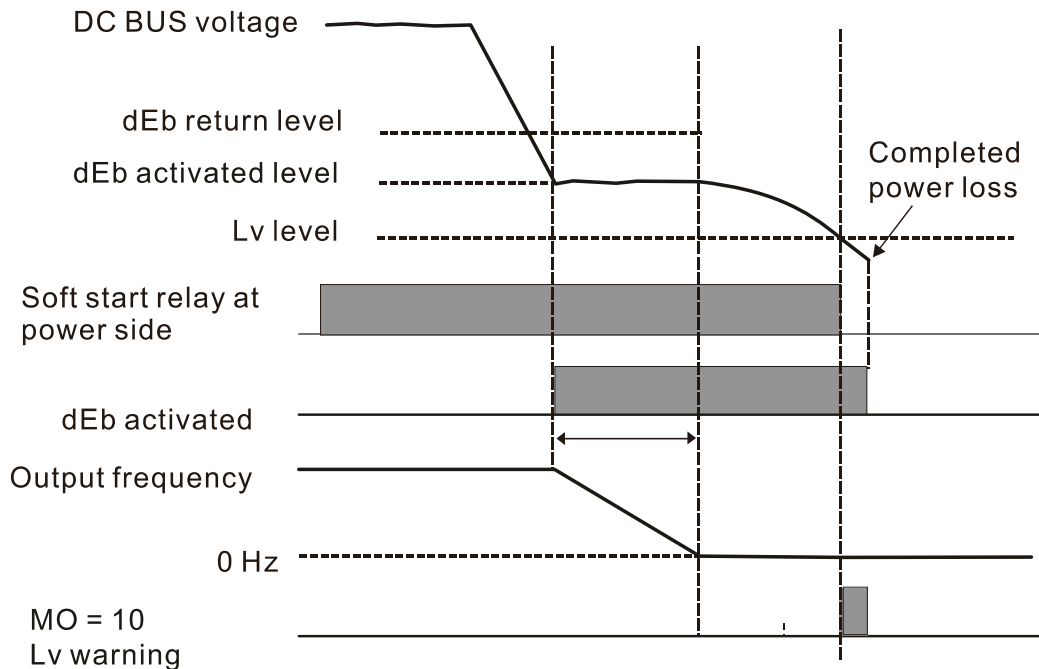 DC BUS voltage
dEb return level
dEb activated level
Completed
power loss
Lv level
Soft start relay at
power side
dEb activated
Output frequency
0 Hz
MO = 10
Lv warning